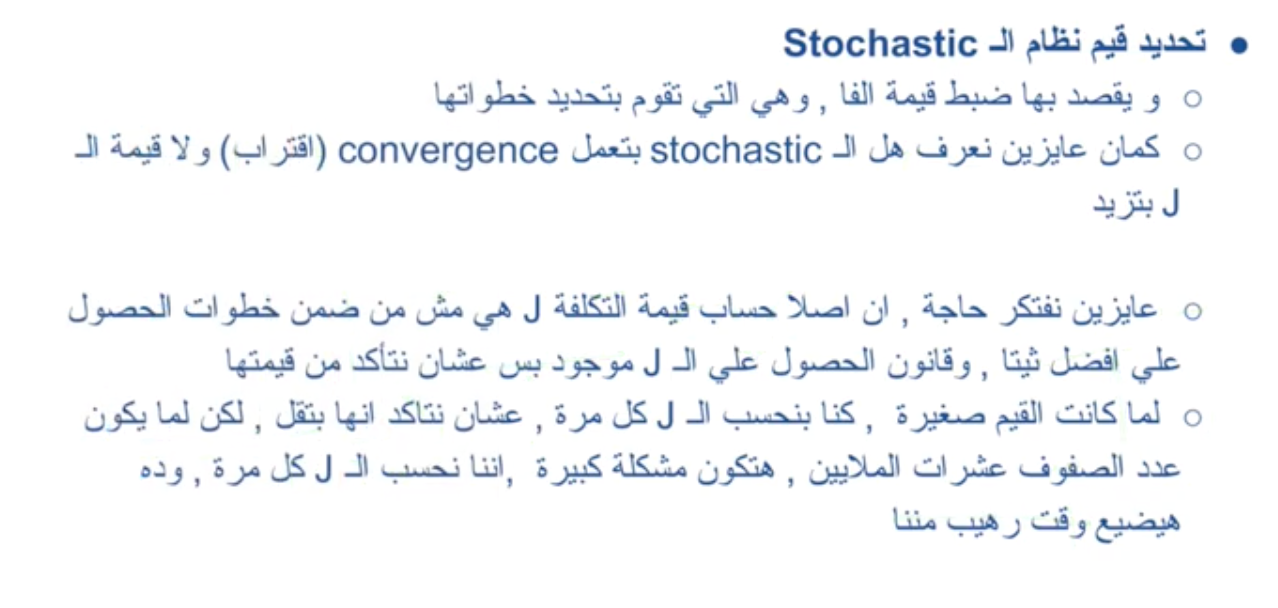 ● تحديد قيم نظام الـ Stochastic
○ و يقصد بها ضبط قيمة الفا , وهي التي تقوم بتحديد خطواتها
○ كمان عايزين نعرف هل الـ stochastic بتعمل convergence (اقتراب) ولا قيمة الـ
J بتزيد
○ عايزين نفتكر حاجة , ان اصلا حساب قيمة التكلفة J هي مش من ضمن خطوات الحصول
علي افضل ثيتا , وقانون الحصول علي الـ J موجود بس عشان نتأكد من قيمتها
○ لما كانت القيم صغيرة , كنا بنحسب الـ J كل مرة , عشان نتاكد انها بتقل , لكن لما يكون
عدد الصفوف عشرات الملايين , هتكون مشكلة كبيرة ,اننا نحسب الـ J كل مرة , وده
هيضيع وقت رهيب مننا